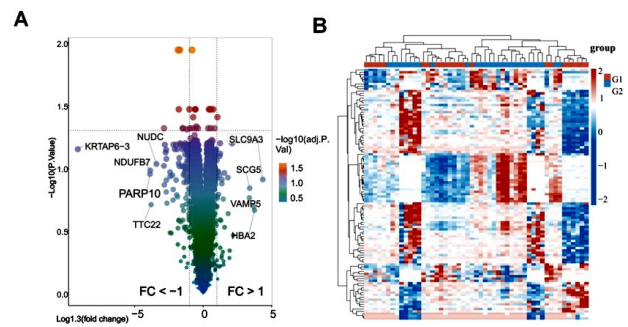 A
2.0
1.5
1.0
0.5
0.0
−Log10(P.Value)
NUDC
KRTAP6−3
NDUFB7
PARP10
TTC22
SLC9A3
SCG5
VAMP5
HBA2
FC < −1
FC > 1
−5
0
5
Log1.3(fold change)
−log10(adj.P.
Val)
1.5
1.0
0.5
B
group
G1
G2
2
1
0
−1
−2